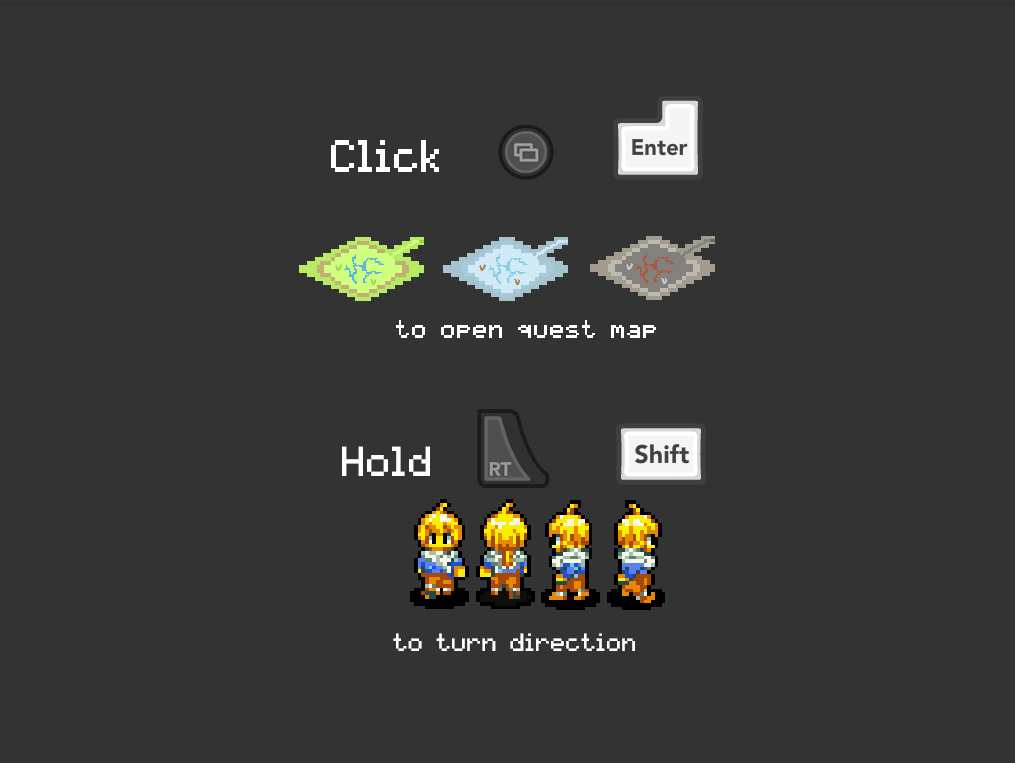 Click Enter
to open quest map
Hold RT Shift
to turn direction